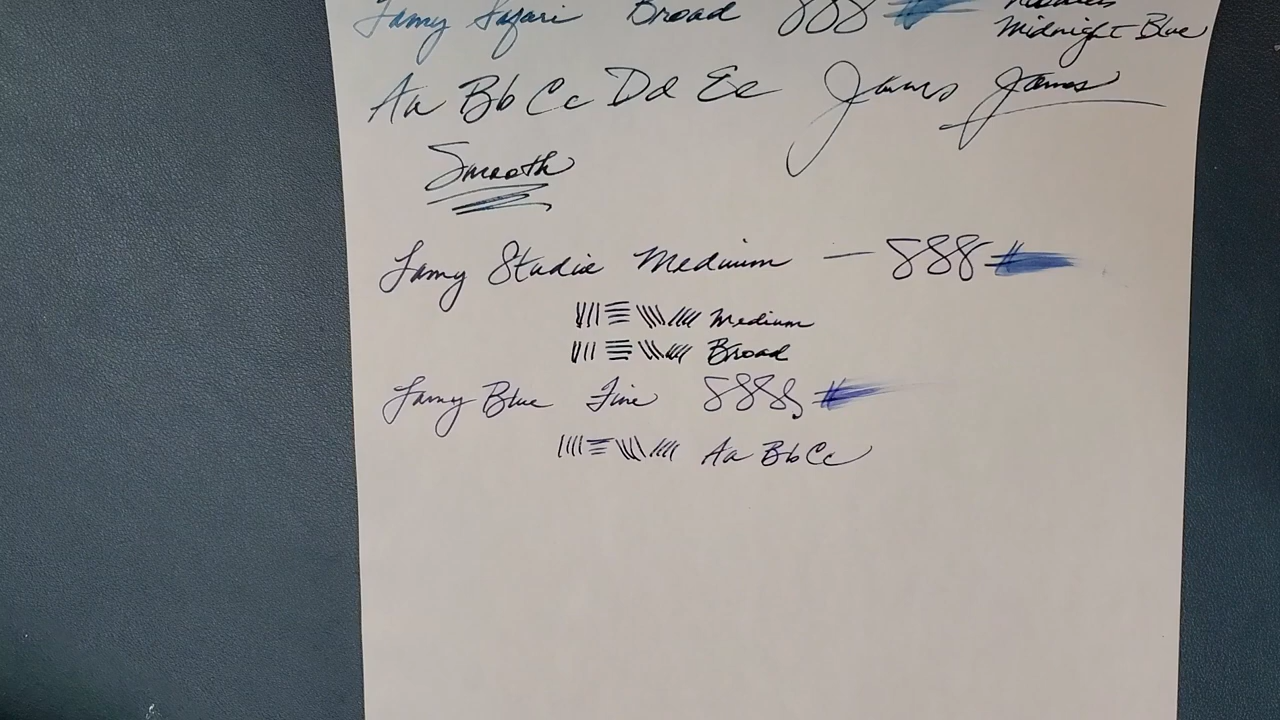 Lamy Safari Broad 888
Midnight Blue
Aa Bb Cc Dd Ee James James
Smooth
Lamy Studio Medium — 888
Medium
Broad
Lamy Blue Fine 8888
Aa Bb Cc